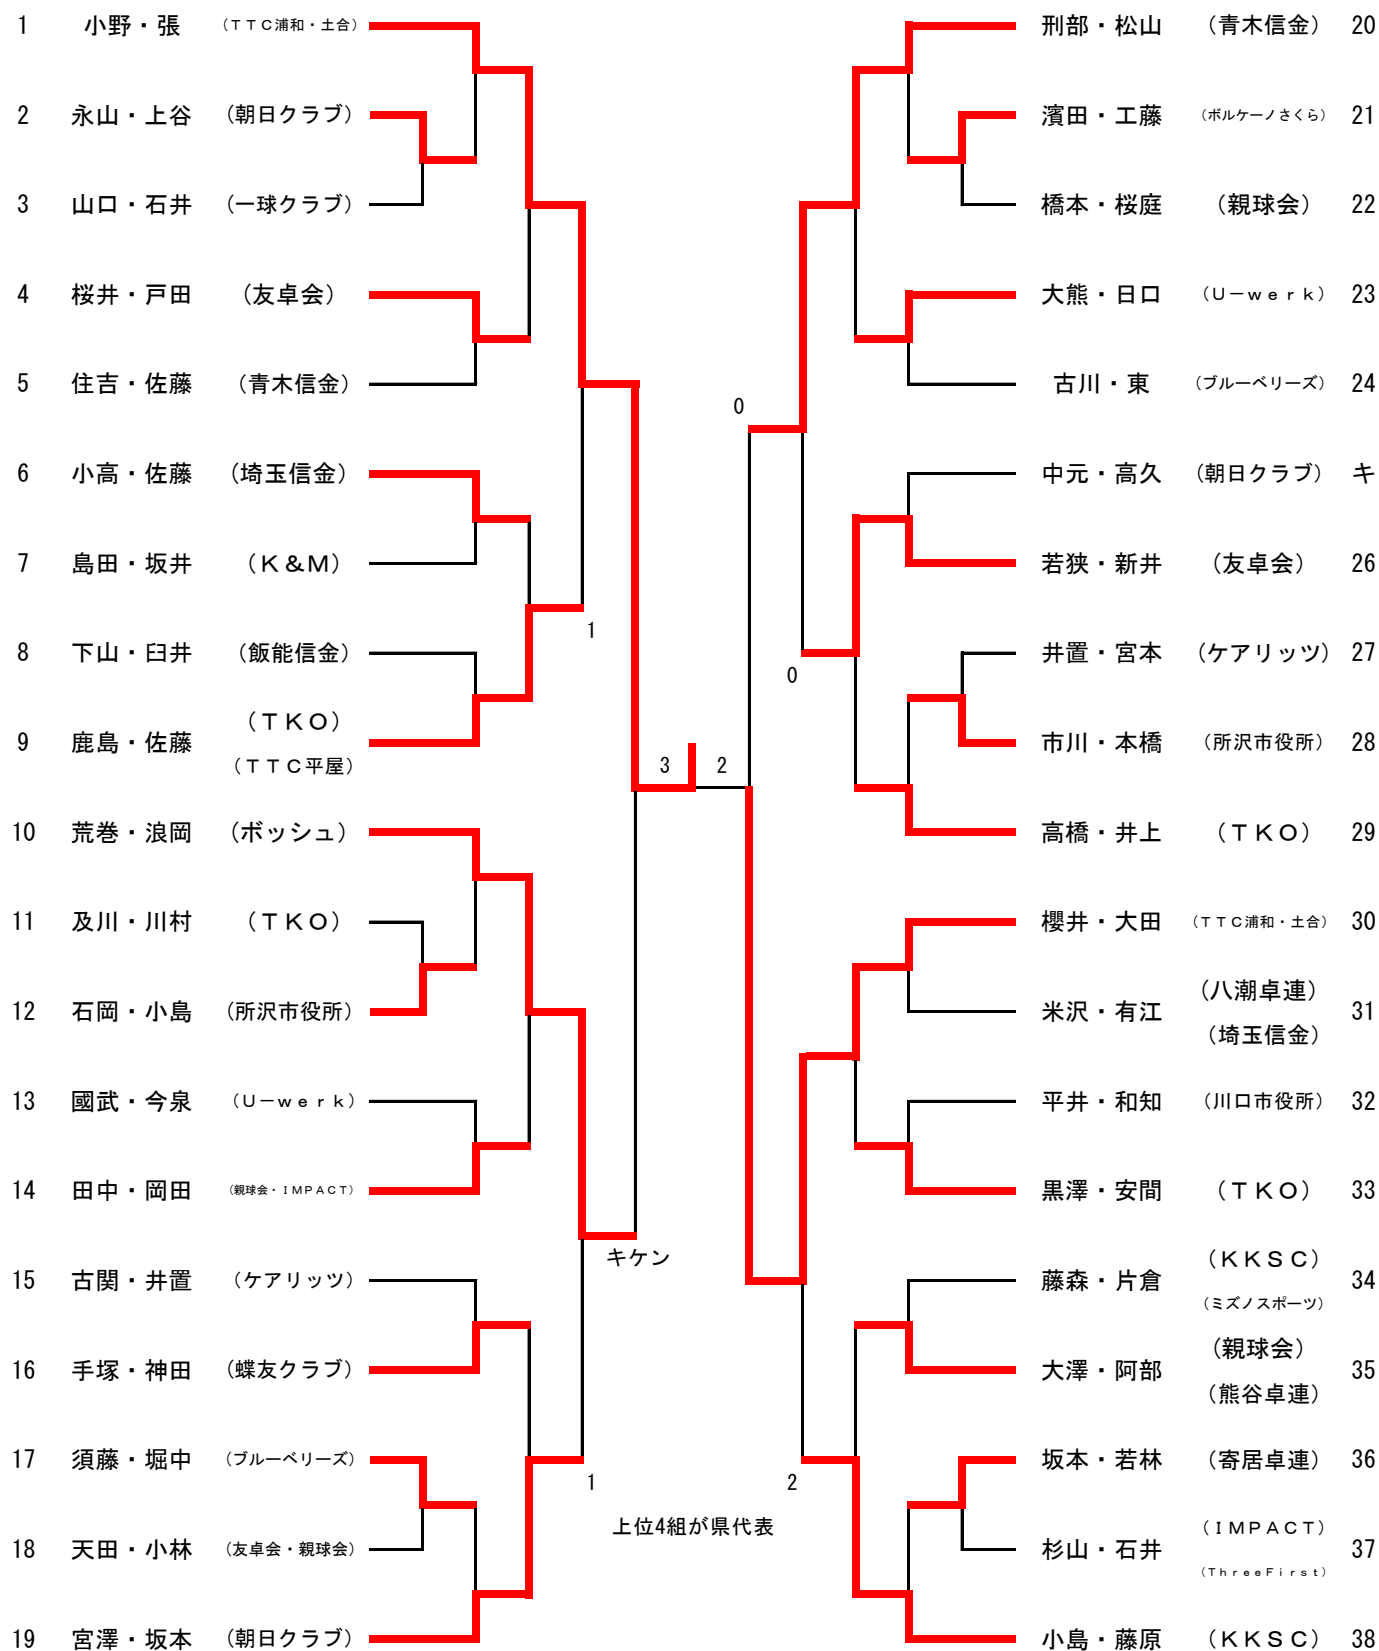 1 小野・張 (TTC浦和・土合)
2 永山・上谷 (朝日クラブ)
3 山口・石井 (一球クラブ)
4 桜井・戸田 (友卓会)
5 住吉・佐藤 (青木信金)
6 小高・佐藤 (埼玉信金)
7 島田・坂井 (K&M)
8 下山・臼井 (飯能信金)
9 鹿島・佐藤 (TKO)
(TTC平屋)
10 荒巻・浪岡 (ボッシュ)
11 及川・川村 (TKO)
12 石岡・小島 (所沢市役所)
13 國武・今泉 (U－werk)
14 田中・岡田 (親球会・IMPACT)
15 古関・井置 (ケアリッツ)
16 手塚・神田 (蝶友クラブ)
17 須藤・堀中 (ブルーベリーズ)
18 天田・小林 (友卓会・親球会)
19 宮澤・坂本 (朝日クラブ)
1
3
キケン
1
上位4組が県代表
0
0
2
2
刑部・松山 (青木信金) 20
濱田・工藤 (ボルケーノさくら) 21
橋本・桜庭 (親球会) 22
大熊・日口 (U－werk) 23
古川・東 (ブルーベリーズ) 24
中元・高久 (朝日クラブ) キ
若狭・新井 (友卓会) 26
井置・宮本 (ケアリッツ) 27
市川・本橋 (所沢市役所) 28
高橋・井上 (TKO) 29
櫻井・大田 (TTC浦和・土合) 30
米沢・有江 (八潮卓連) 31
(埼玉信金)
平井・和知 (川口市役所) 32
黒澤・安間 (TKO) 33
藤森・片倉 (KKSC) 34
(ミズノスポーツ)
大澤・阿部 (親球会) 35
(熊谷卓連)
坂本・若林 (寄居卓連) 36
杉山・石井 (IMPACT) 37
(ThreeFirst)
小島・藤原 (KKSC) 38